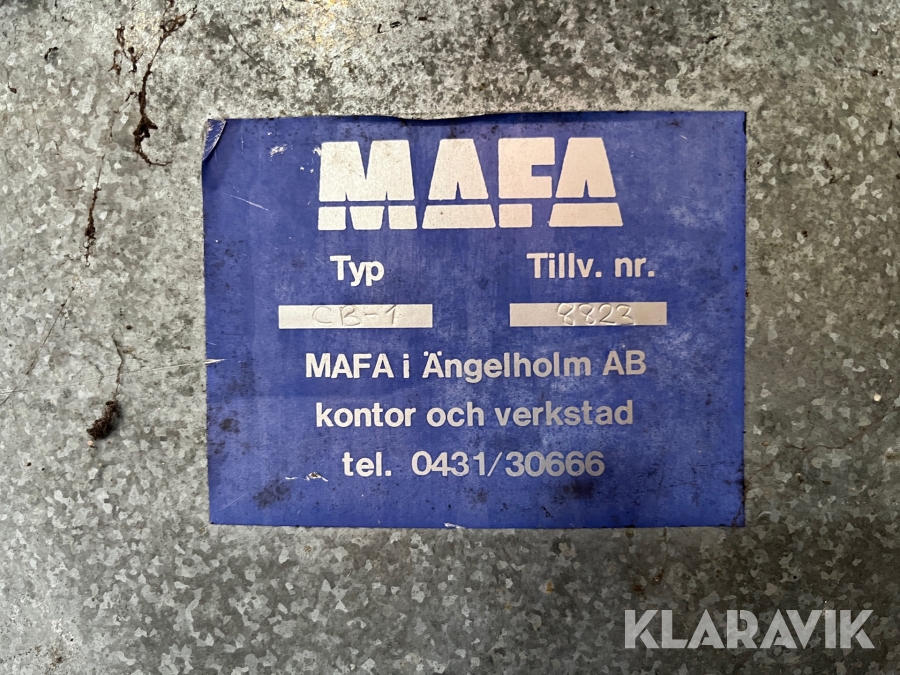 MAFA
Typ Tillv. nr.
CB-1 8823
MAFA i Ängelholm AB
kontor och verkstad
tel. 0431/30666
KLARAVIK